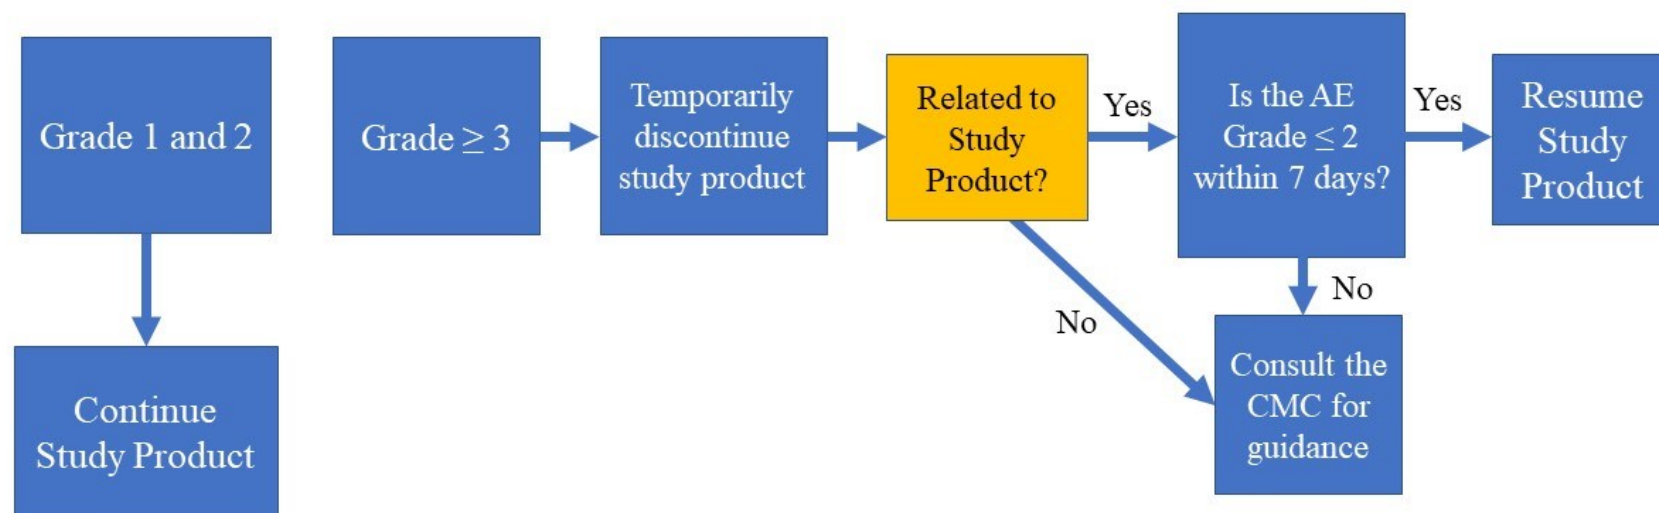 Grade 1 and 2
Continue
Study Product
Grade ≥ 3
Temporarily
discontinue
study product
Related to
Study
Product?
Yes
No
Is the AE
Grade ≤ 2
within 7 days?
Yes
No
Resume
Study
Product
Consult the
CMC for
guidance